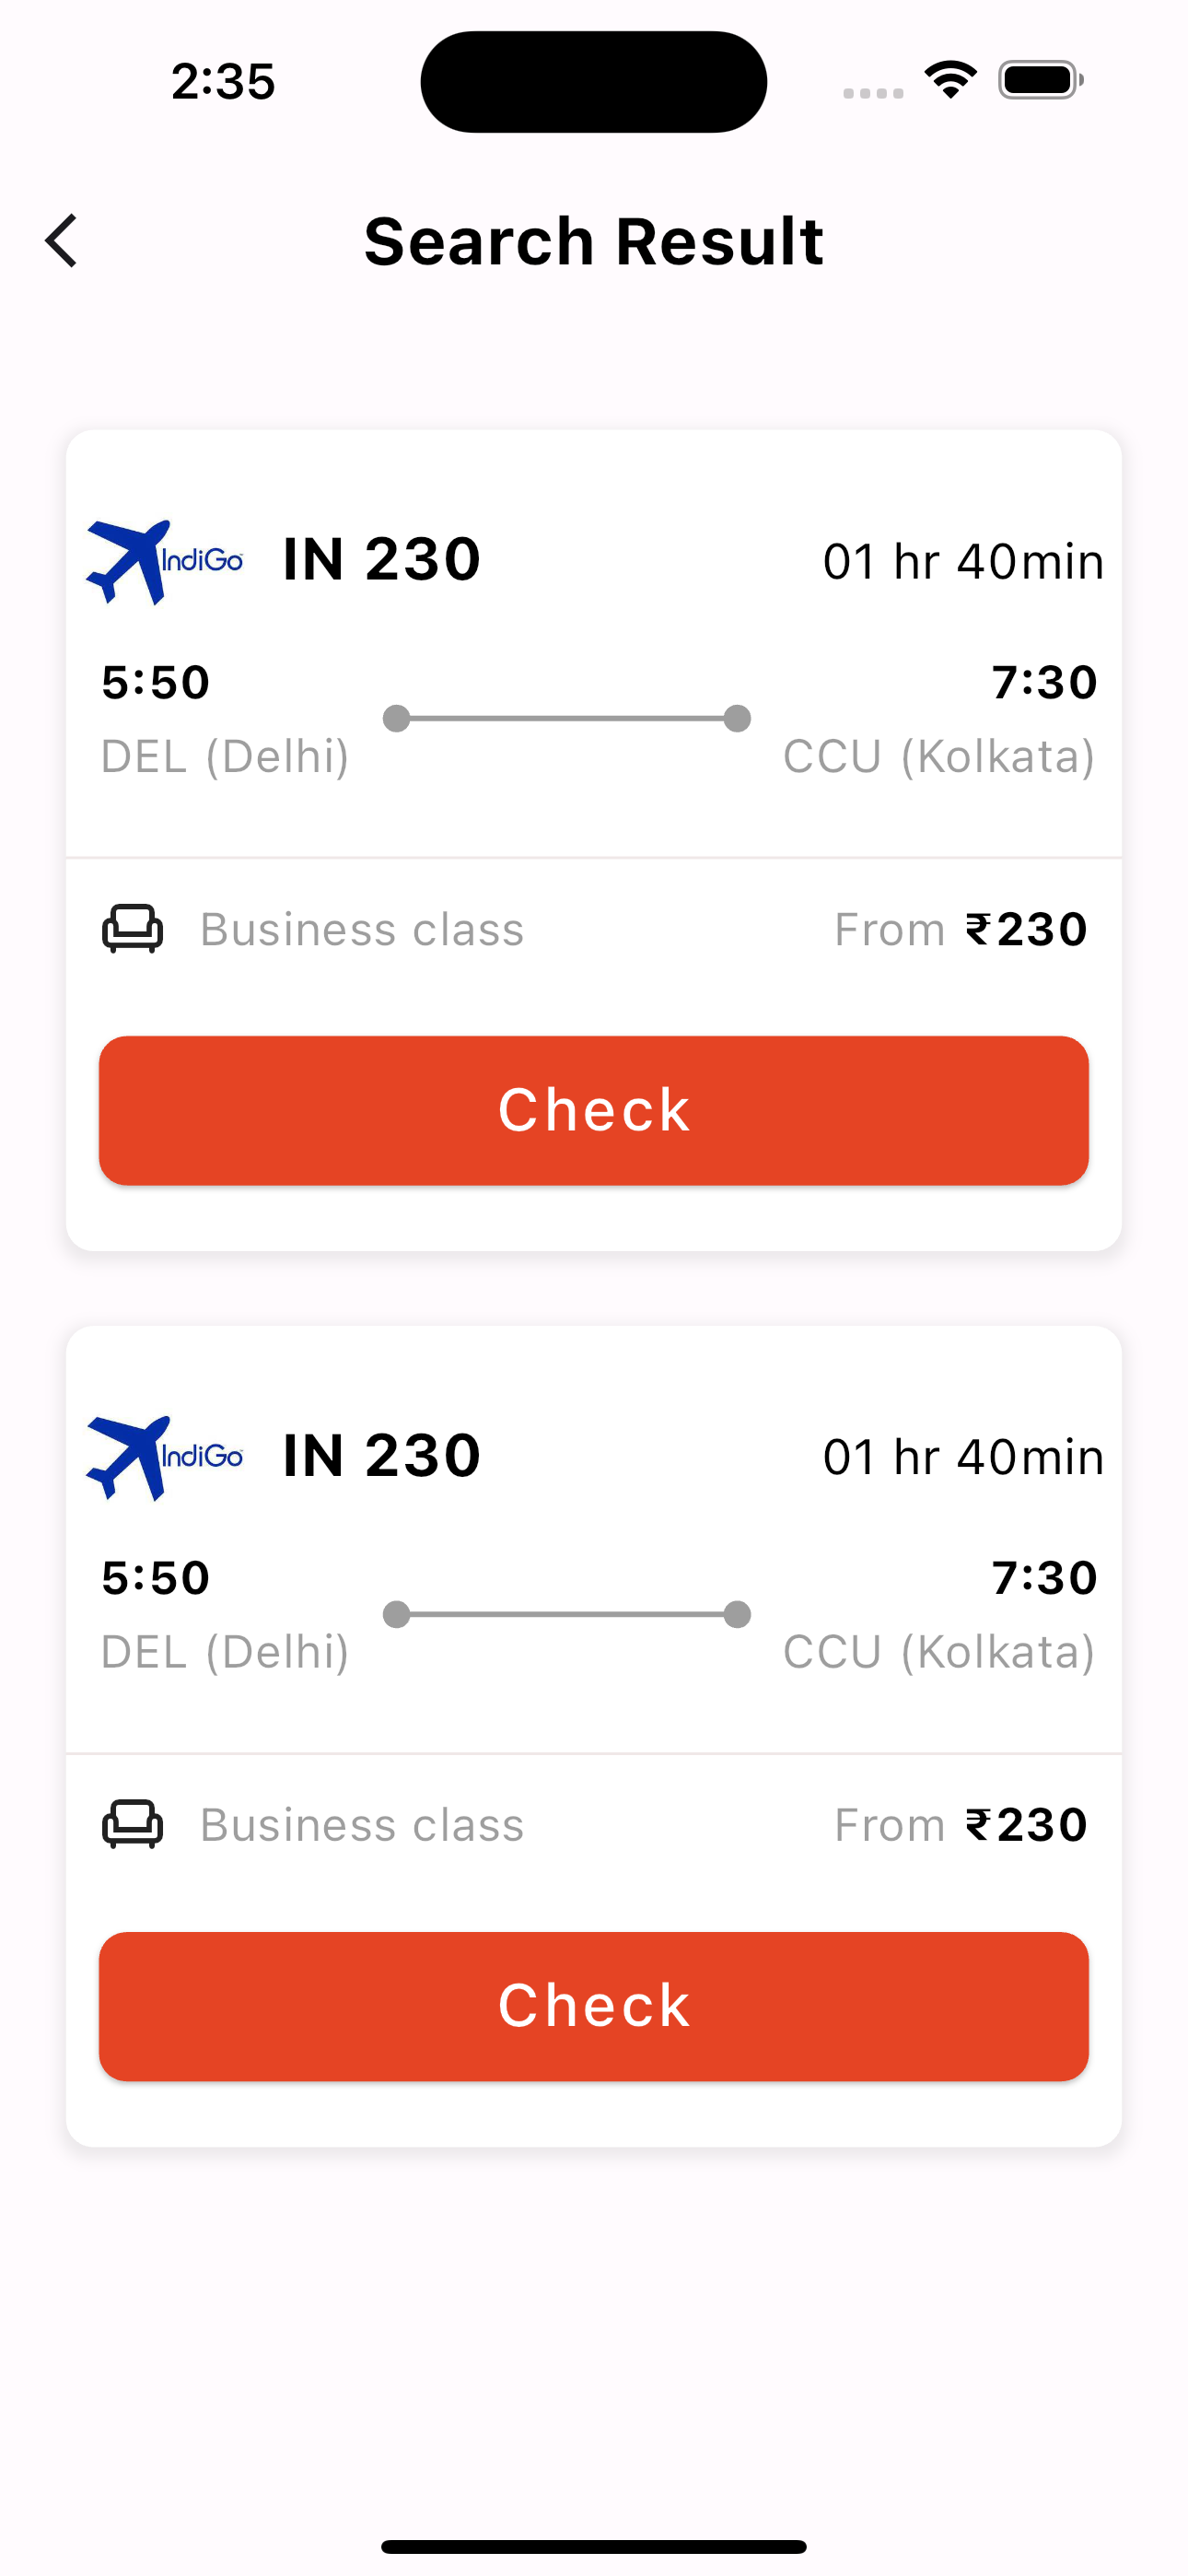 2:35
Search Result
IndiGo IN 230 01 hr 40min
5:50 7:30
DEL (Delhi) CCU (Kolkata)
Business class From ₹230
Check
IndiGo IN 230 01 hr 40min
5:50 7:30
DEL (Delhi) CCU (Kolkata)
Business class From ₹230
Check